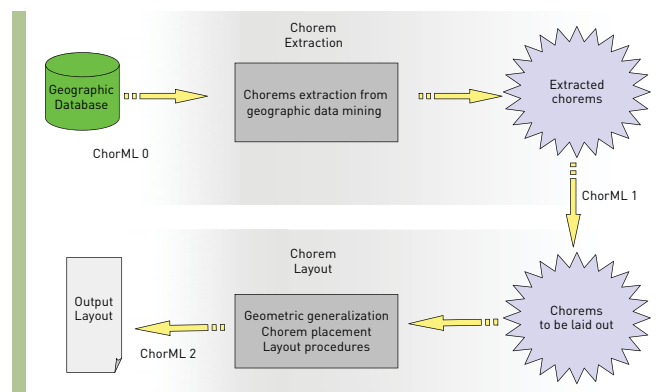 Chorem
Extraction
Geographic
Database
Chorems extraction from
geographic data mining
Extracted
chorems
ChorML 0
ChorML 1
Chorem
Layout
Output
Layout
Geometric generalization
Chorem placement
Layout procedures
Chorems
to be laid out
ChorML 2